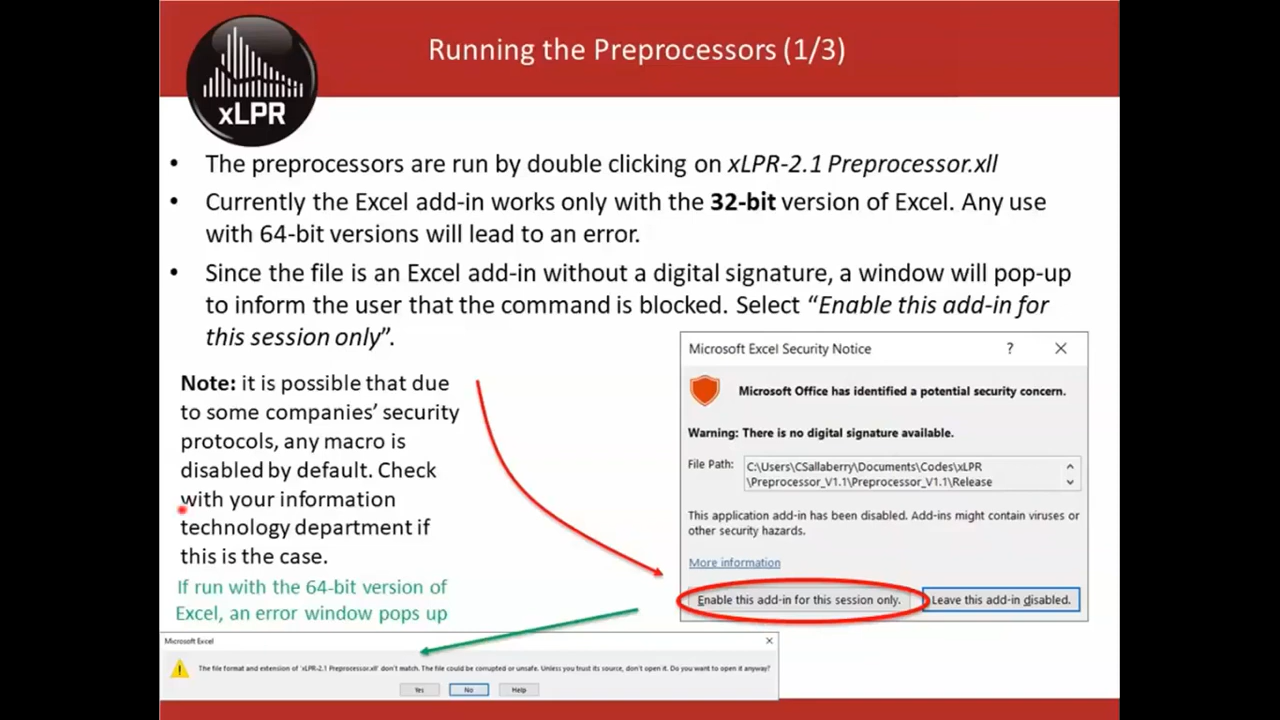 xLPR
Running the Preprocessors (1/3)
• The preprocessors are run by double clicking on xLPR-2.1 Preprocessor.xll
• Currently the Excel add-in works only with the 32-bit version of Excel. Any use
with 64-bit versions will lead to an error.
• Since the file is an Excel add-in without a digital signature, a window will pop-up
to inform the user that the command is blocked. Select “Enable this add-in for
this session only”.
Note: it is possible that due
to some companies’ security
protocols, any macro is
disabled by default. Check
with your information
technology department if
this is the case.
If run with the 64-bit version of
Excel, an error window pops up
Microsoft Excel Security Notice ?
Microsoft Office has identified a potential security concern.
Warning: There is no digital signature available.
File Path: C:\Users\CSallaberry\Documents\Codes\xLPR
\Preprocessor_V1.1\Preprocessor_V1.1\Release
This application add-in has been disabled. Add-ins might contain viruses or
other security hazards.
More information
Enable this add-in for this session only. Leave this add-in disabled.
Microsoft Excel
The file format and extension of 'xLPR-2.1 Preprocessor.xll' don't match. The file could be corrupted or unsafe. Unless you trust its source, don't open it. Do you want to open it anyway?
Yes No Help